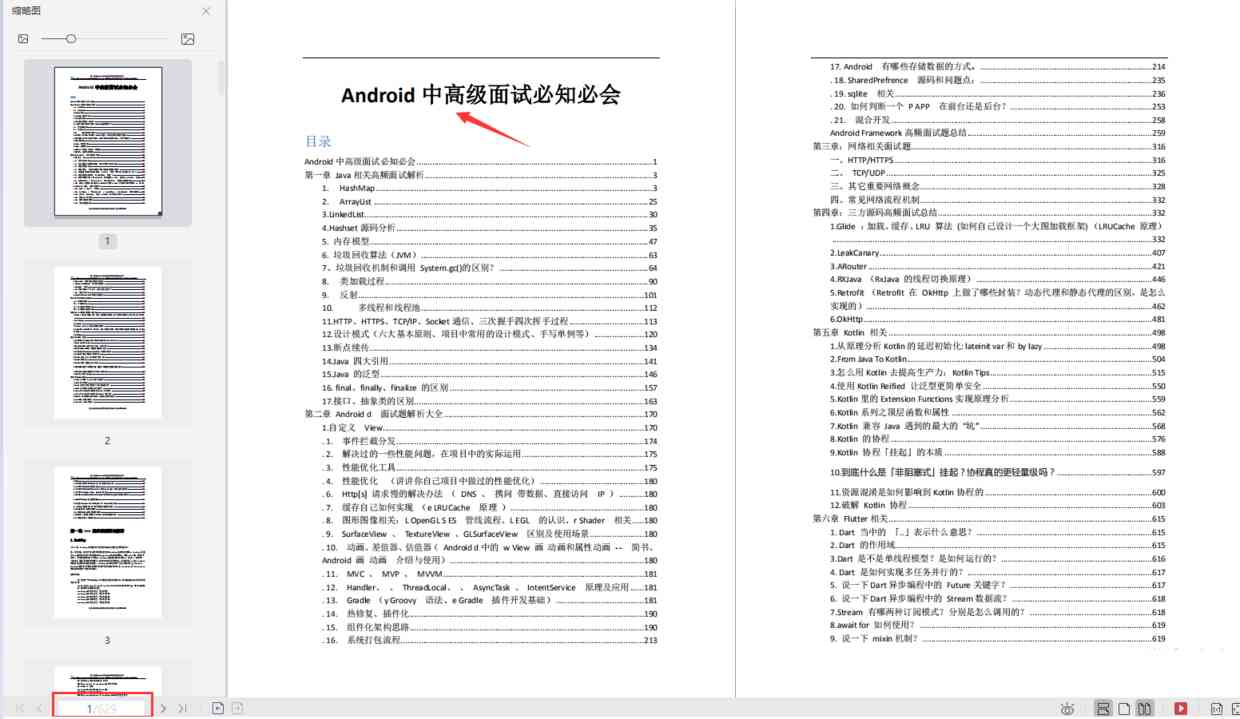 缩略图
1
2
3
1/629
Android 中高级面试必知必会
目录
Android 中高级面试必知必会 1
第一章 Java 相关高频面试解析 3
1. HashMap 3
2. ArrayList 25
3.LinkedList 30
4.Hashset 源码分析 35
5. 内存模型 47
6. 垃圾回收算法（JVM） 63
7、垃圾回收机制和调用 System.gc()的区别？ 64
8. 类加载过程 90
9. 反射 101
10. 多线程和线程池 112
11.HTTP、HTTPS、TCP/IP、Socket 通信、三次握手四次挥手过程 113
12.设计模式（六大基本原则、项目中常用的设计模式、手写单例等） 120
13.断点续传 134
14.Java 四大引用 141
15.Java 的泛型 146
16. final、finally、finalize 的区别 157
17.接口、抽象类的区别 163
第二章 Android d 面试题解析大全 170
1.自定义 View 170
. 1. 事件拦截分发 174
. 2. 解决过的一些性能问题，在项目中的实际运用 175
. 3. 性能优化工具 175
. 4. 性能优化 （讲讲你自己项目中做过的性能优化） 180
. 6. Http[s] 请求慢的解决办法 （ DNS 、 携问 带数据、直接访问 IP ） 180
. 7. 缓存自己如何实现 （e LRUCache 原理 ） 180
. 8. 图形图像相关：L OpenGL S ES 管线流程、L EGL 的认识、r Shader 相关 180
. 9. SurfaceView 、 TextureView 、GLSurfaceView 区别及使用场景 180
. 10. 动画、差值器、估值器（ Android d 中的 w View 画 动画和属性动画 -- 简书、
Android 画 动画 介绍与使用） 180
. 11. MVC 、 MVP 、 MVVM 181
. 12. Handler、 、 ThreadLocal、 、 AsyncTask 、 IntentService 原理及应用 181
. 13. Gradle （y Groovy 语法、e Gradle 插件开发基础） 181
. 14. 热修复、插件化 190
. 15. 组件化架构思路 190
. 16. 系统打包流程 213
17. Android 有哪些存储数据的方式。 214
. 18. SharedPrefrence 源码和问题点； 235
. 19. sqlite 相关 236
. 20. 如何判断一个 P APP 在前台还是后台？ 253
. 21. 混合开发 258
Android Framework 高频面试题总结 259
第三章：网络相关面试题 316
一、HTTP/HTTPS 316
二、 TCP/UDP 325
三、其它重要网络概念 328
四、常见网络流程机制 332
第四章：三方源码高频面试总结 332
1.Glide ：加载、缓存、LRU 算法 (如何自己设计一个大图加载框架) （LRUCache 原理）
332
2.LeakCanary 407
3.ARouter 421
4.RXJava （RxJava 的线程切换原理） 446
5.Retrofit （Retrofit 在 OkHttp 上做了哪些封装？动态代理和静态代理的区别，是怎么
实现的） 462
6.OkHttp 481
第五章 Kotlin 相关 498
1.从原理分析 Kotlin 的延迟初始化: lateinit var 和 by lazy 498
2.From Java To Kotlin 504
3.怎么用 Kotlin 去提高生产力：Kotlin Tips 515
4.使用 Kotlin Reified 让泛型更简单安全 550
5.Kotlin 里的 Extension Functions 实现原理分析 559
6.Kotlin 系列之顶层函数和属性 562
7.Kotlin 兼容 Java 遇到的最大的 “坑” 568
8.Kotlin 的协程 576
9.Kotlin 协程「挂起」的本质 588
10.到底什么是「非阻塞式」挂起？协程真的更轻量级吗？ 597
11.资源混淆是如何影响到 Kotlin 协程的 600
12.破解 Kotlin 协程 603
第六章 Flutter 相关 615
1. Dart 当中的 「..」表示什么意思？ 615
2. Dart 的作用域 615
3.Dart 是不是单线程模型？是如何运行的？ 616
4. Dart 是如何实现多任务并行的？ 617
5. 说一下 Dart 异步编程中的 Future 关键字？ 617
6. 说一下 Dart 异步编程中的 Stream 数据流？ 618
7.Stream 有哪两种订阅模式？分别是怎么调用的？ 618
8.await for 如何使用？ 619
9. 说一下 mixin 机制？ 619